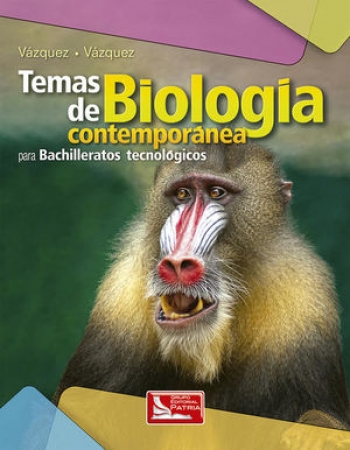 Vázquez • Vázquez
Temas de Biología
contemporánea
para Bachilleratos tecnológicos
GRUPO
EDITORIAL
PATRIA